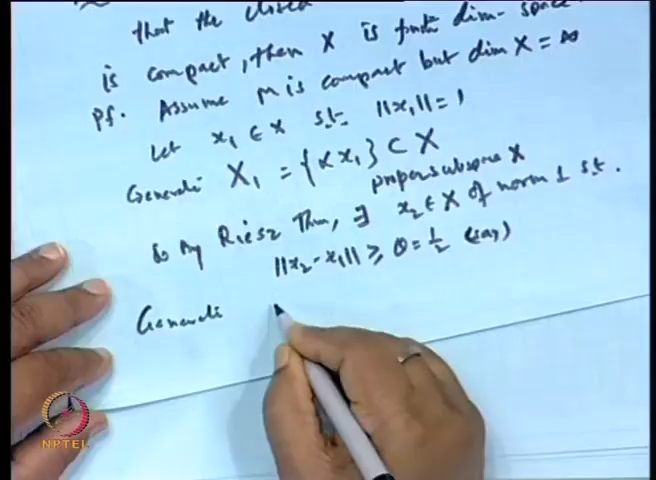 that the closed
is compact, then X is finite dim- space.
Pf. Assume M is compact but dim X = ∞
Let x₁ ∈ X s.t. ||x₁|| = 1
Generate X₁ = {αx₁} ⊂ X
proper subspace X
So by Riesz Thm, ∃ x₂ ∈ X of norm 1 s.t.
||x₂ - x₁|| ≥ θ = 1/2 (say)
Generate
NPTEL